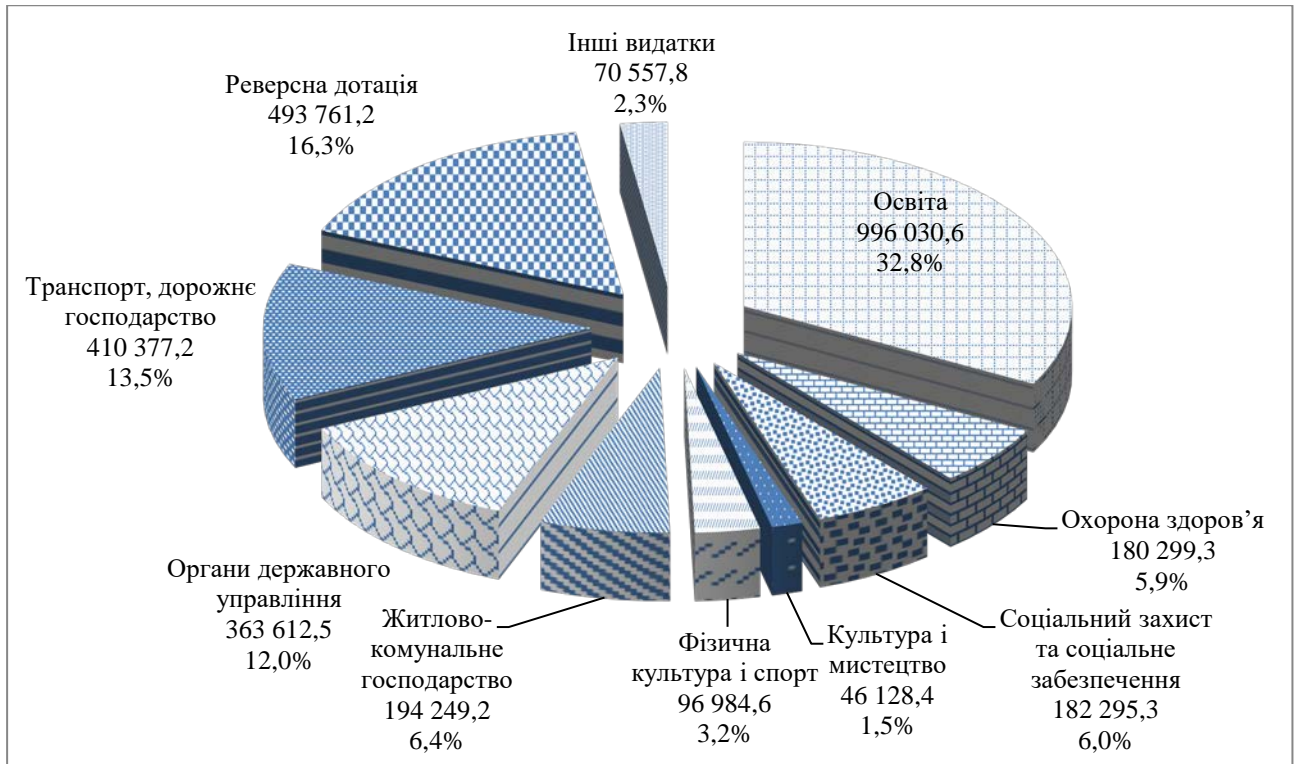 Інші видатки
70 557,8
2,3%
Реверсна дотація
493 761,2
16,3%
Освіта
996 030,6
32,8%
Транспорт, дорожнє
господарство
410 377,2
13,5%
Охорона здоров’я
180 299,3
5,9%
Органи державного
управління
363 612,5
12,0%
Житлово-
комунальне
господарство
194 249,2
6,4%
Фізична
культура і спорт
96 984,6
3,2%
Культура і
мистецтво
46 128,4
1,5%
Соціальний захист
та соціальне
забезпечення
182 295,3
6,0%